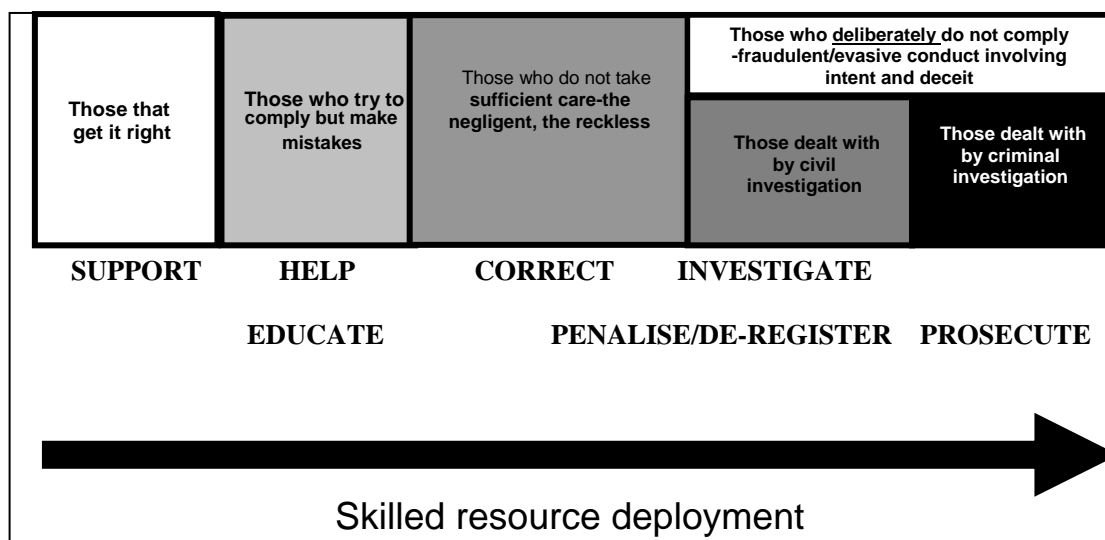 Those that
get it right
Those who try to
comply but make
mistakes
Those who do not take
sufficient care-the
negligent, the reckless
Those who deliberately do not comply
-fraudulent/evasive conduct involving
intent and deceit
Those dealt with
by civil
investigation
Those dealt with
by criminal
investigation
SUPPORT HELP CORRECT INVESTIGATE
EDUCATE PENALISE/DE-REGISTER PROSECUTE
Skilled resource deployment